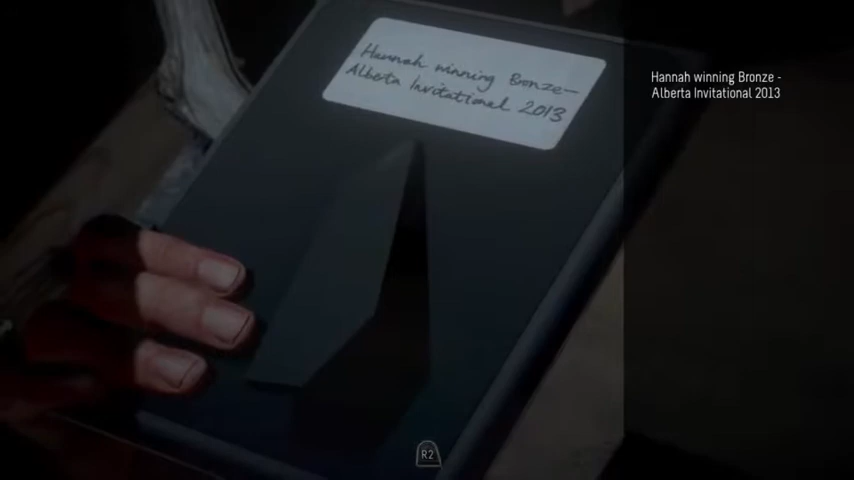 Hannah winning Bronze—
Alberta Invitational 2013
Hannah winning Bronze -
Alberta Invitational 2013
R2